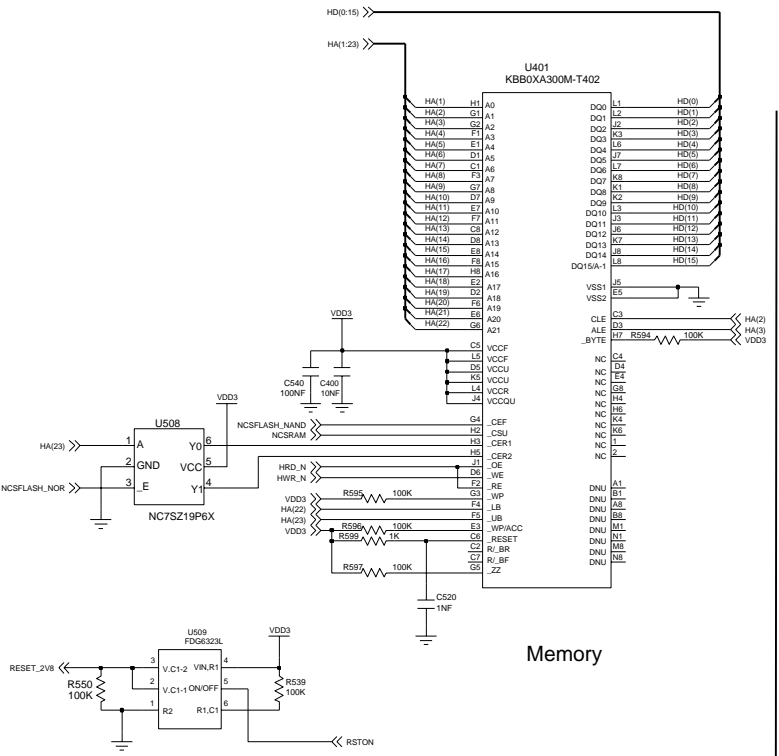 HD(0:15)
HA(1:23)
U401
KBB0XA300M-T402
HA(1) H1 A0 DQ0 L1 HD(0)
HA(2) G1 A1 DQ1 L2 HD(1)
HA(3) G2 A2 DQ2 J2 HD(2)
HA(4) F1 A3 DQ3 K3 HD(3)
HA(5) E1 A4 DQ4 L6 HD(4)
HA(6) D1 A5 DQ5 J7 HD(5)
HA(7) C1 A6 DQ6 L7 HD(6)
HA(8) F3 A7 DQ7 K8 HD(7)
HA(9) G7 A8 DQ8 K1 HD(8)
HA(10) D7 A9 DQ9 K2 HD(9)
HA(11) E7 A10 DQ10 L3 HD(10)
HA(12) F7 A11 DQ11 J3 HD(11)
HA(13) C8 A12 DQ12 J6 HD(12)
HA(14) D8 A13 DQ13 K7 HD(13)
HA(15) E8 A14 DQ14 J8 HD(14)
HA(16) F8 A15 DQ15/A-1 L8 HD(15)
HA(17) H8 A16
HA(18) E2 A17 VSS1 J5
HA(19) D2 A18 VSS2 E5
HA(20) F6 A19
HA(21) E6 A20 CLE C3 HA(2)
HA(22) G6 A21 ALE D3 HA(3)
_BYTE H7 R594 100K VDD3
VDD3
C5 VCCF NC C4
L5 VCCF NC D4
D5 VCCU NC E4
K5 VCCU NC G8
L4 VCCR NC H4
J4 VCCQU NC H6
NC K4
NC K6
NC 1
NC 2
C540 C400
100NF 10NF
VDD3
U508
HA(23) 1 A Y0 6
2 GND VCC 5
NCSFLASH_NOR 3 _E Y1 4
NC7SZ19P6X
NCSFLASH_NAND G4 _CEF
NCSRAM H2 _CSU
H3 _CER1
H5 _CER2
HRD_N J1 _OE
HWR_N D6 _WE
F2 _RE
VDD3 R595 100K G3 _WP
HA(22) F4 _LB
HA(23) F5 _UB
VDD3 R596 100K E3 _WP/ACC
R599 1K C6 _RESET
C2 R/_BR
C7 R/_BF
R597 100K G5 _ZZ
DNU A1
DNU B1
DNU A8
DNU B8
DNU M1
DNU N1
DNU M8
DNU N8
C520
1NF
Memory
U509
FDG6323L
VDD3
RESET_2V8 3 V.C1-2 VIN,R1 4
R550
100K
2 V.C1-1 ON/OFF 5
1 R2 R1,C1 6
R539
100K
RSTON